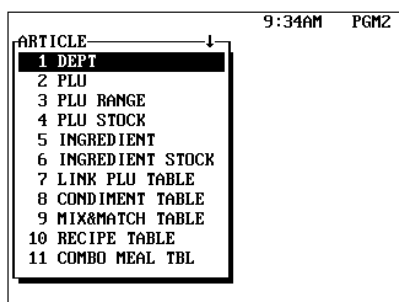 9:34AM PGM2
ARTICLE ↓
1 DEPT
2 PLU
3 PLU RANGE
4 PLU STOCK
5 INGREDIENT
6 INGREDIENT STOCK
7 LINK PLU TABLE
8 CONDIMENT TABLE
9 MIX&MATCH TABLE
10 RECIPE TABLE
11 COMBO MEAL TBL